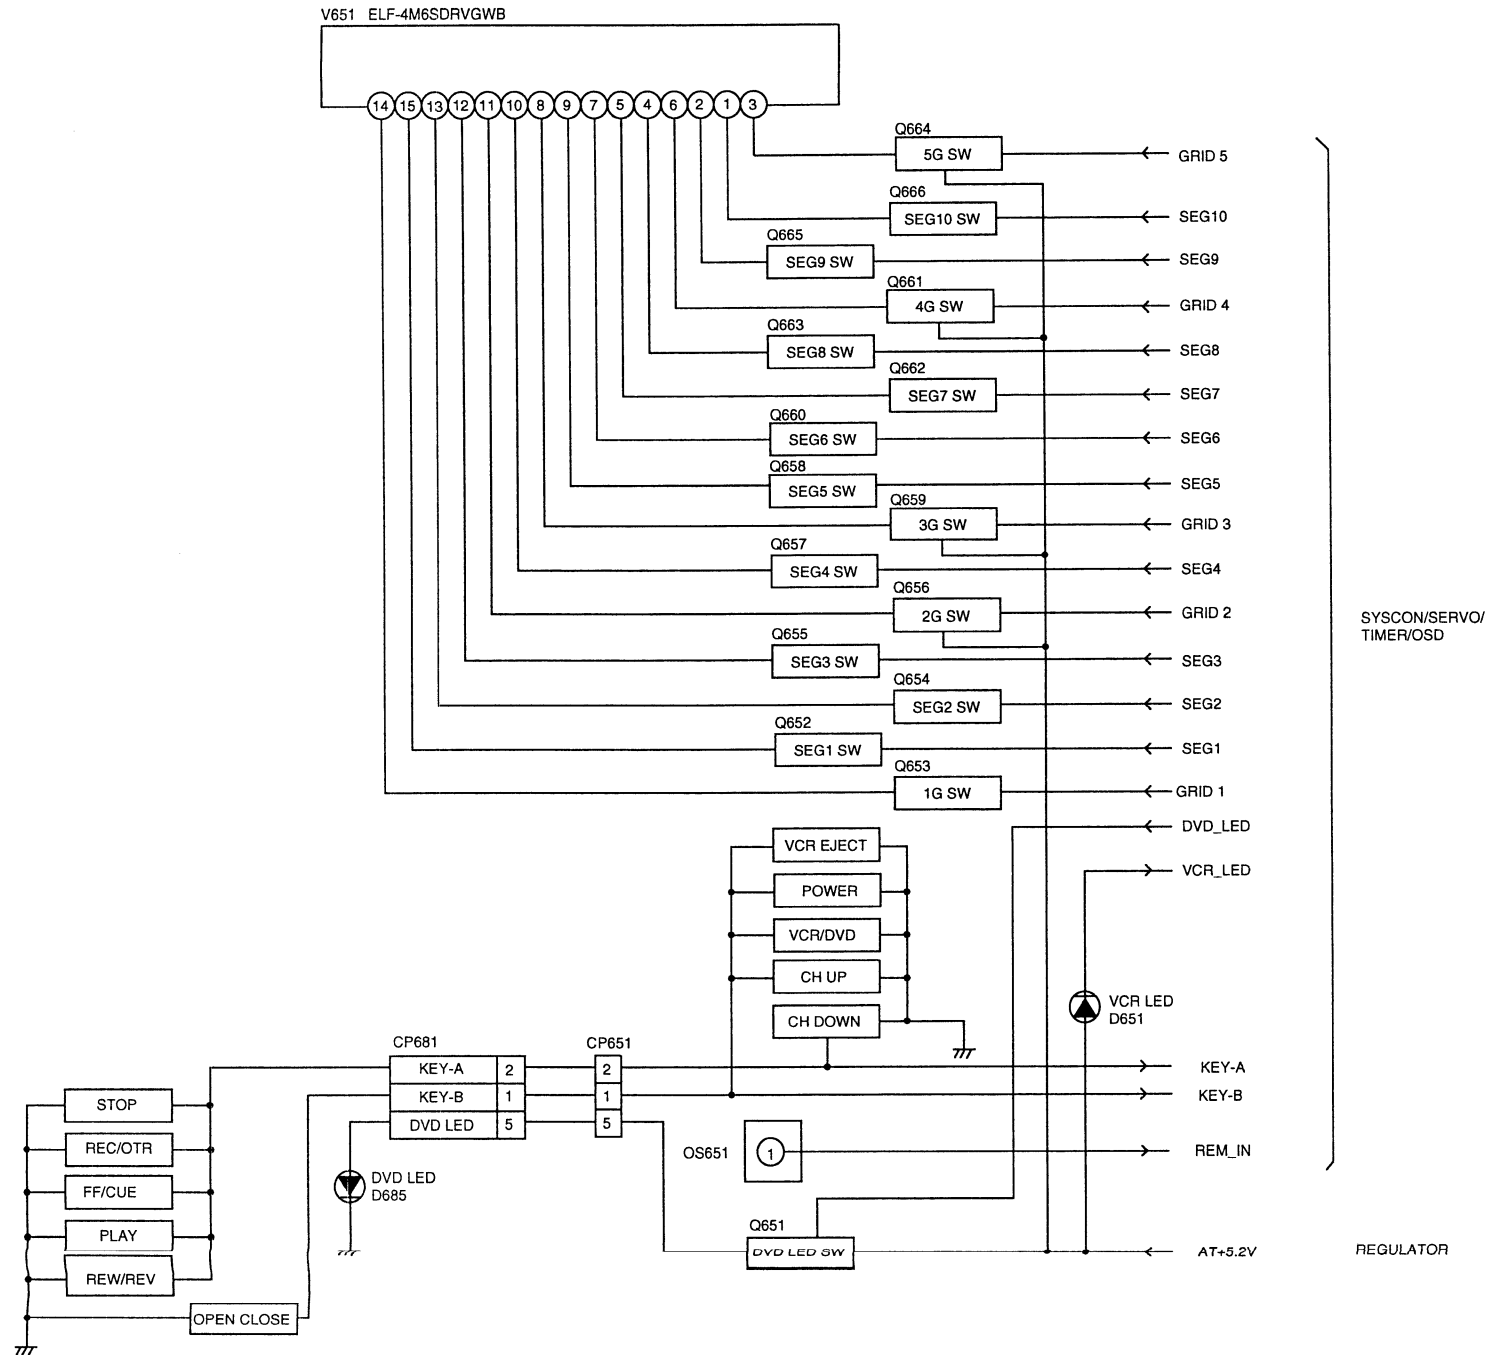 V651 ELF-4M6SDRVGWB
14 15 13 12 11 10 8 9 7 5 4 6 2 1 3
Q664
5G SW
GRID 5
Q666
SEG10 SW
SEG10
Q665
SEG9 SW
SEG9
Q661
4G SW
GRID 4
Q663
SEG8 SW
SEG8
Q662
SEG7 SW
SEG7
Q660
SEG6 SW
SEG6
Q658
SEG5 SW
SEG5
Q659
3G SW
GRID 3
Q657
SEG4 SW
SEG4
Q656
2G SW
GRID 2
Q655
SEG3 SW
SEG3
Q654
SEG2 SW
SEG2
Q652
SEG1 SW
SEG1
Q653
1G SW
GRID 1
SYSCON/SERVO/
TIMER/OSD
DVD_LED
VCR EJECT
VCR_LED
POWER
VCR/DVD
CH UP
CH DOWN
VCR LED
D651
CP681
CP651
KEY-A 2 2
KEY-A
KEY-B 1 1
KEY-B
DVD LED 5 5
STOP
REC/OTR
FF/CUE
PLAY
REW/REV
OPEN CLOSE
DVD LED
D685
OS651
1
REM_IN
Q651
DVD LED SW
AT+5.2V
REGULATOR